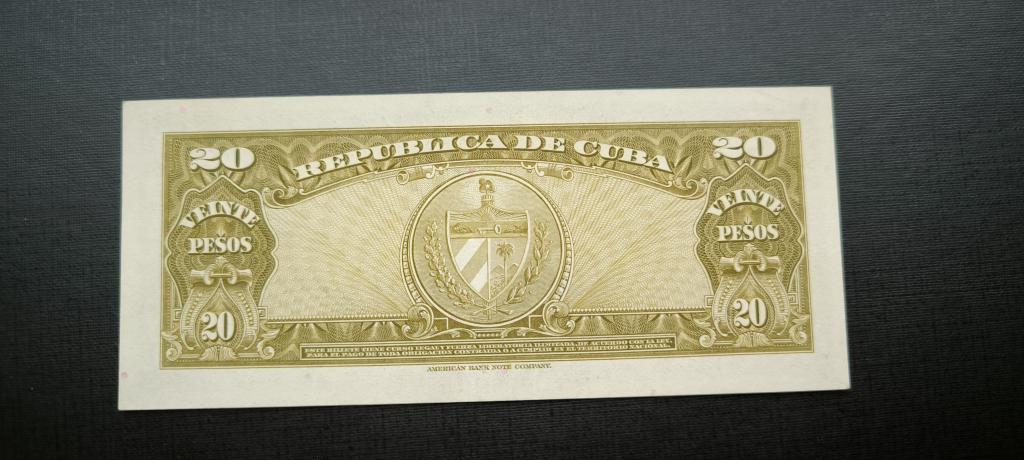 20
REPUBLICA DE CUBA
20
VEINTE
PESOS
VEINTE
PESOS
20
20
ESTE BILLETE TIENE CURSO LEGAL Y FUERZA LIBERATORIA ILIMITADA, DE ACUERDO CON LA LEY,
PARA EL PAGO DE TODA OBLIGACION CONTRAIDA O A CUMPLIR EN EL TERRITORIO NACIONAL.
AMERICAN BANK NOTE COMPANY.